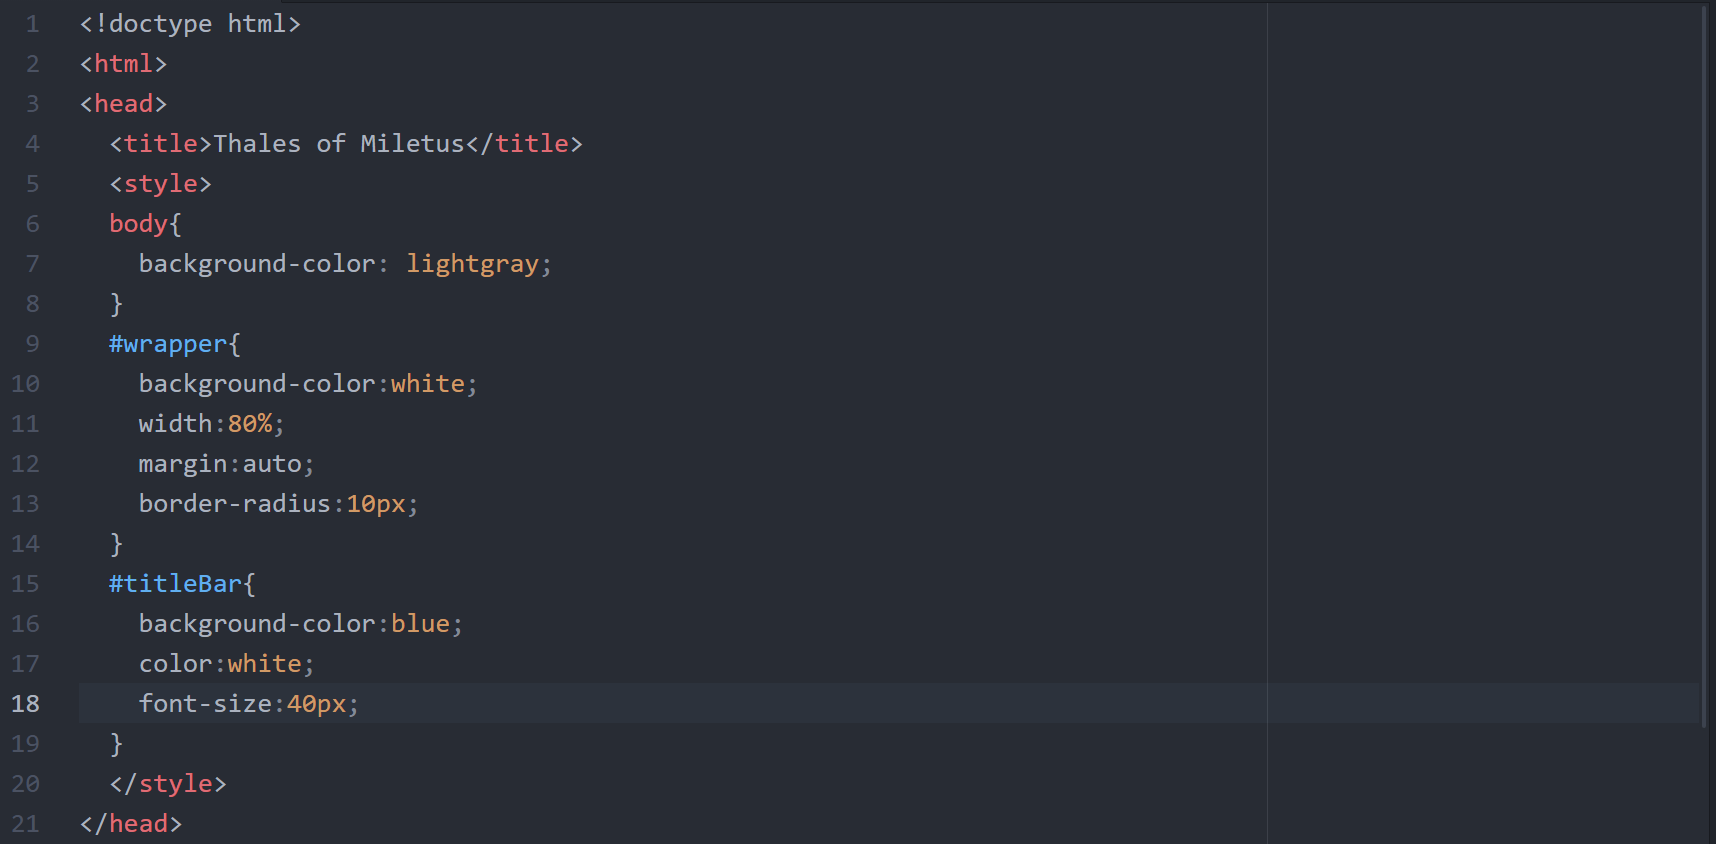 1 <!doctype html>
2 <html>
3 <head>
4   <title>Thales of Miletus</title>
5   <style>
6   body{
7     background-color: lightgray;
8   }
9   #wrapper{
10     background-color:white;
11     width:80%;
12     margin:auto;
13     border-radius:10px;
14   }
15   #titleBar{
16     background-color:blue;
17     color:white;
18     font-size:40px;
19   }
20   </style>
21 </head>